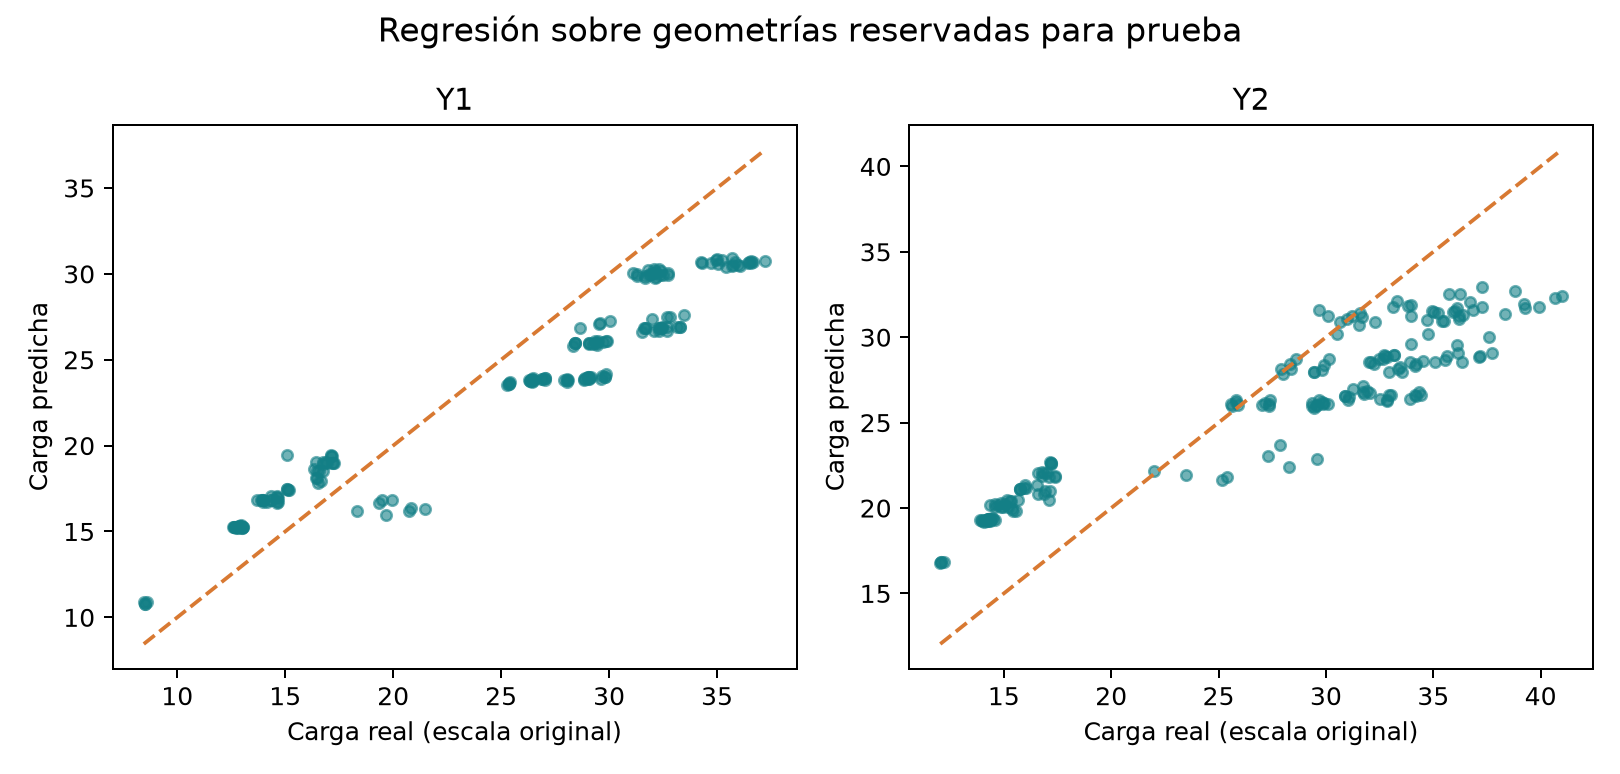 Regresión sobre geometrías reservadas para prueba
Y1
Carga predicha
35
30
25
20
15
10
10 15 20 25 30 35
Carga real (escala original)
Y2
Carga predicha
40
35
30
25
20
15
15 20 25 30 35 40
Carga real (escala original)